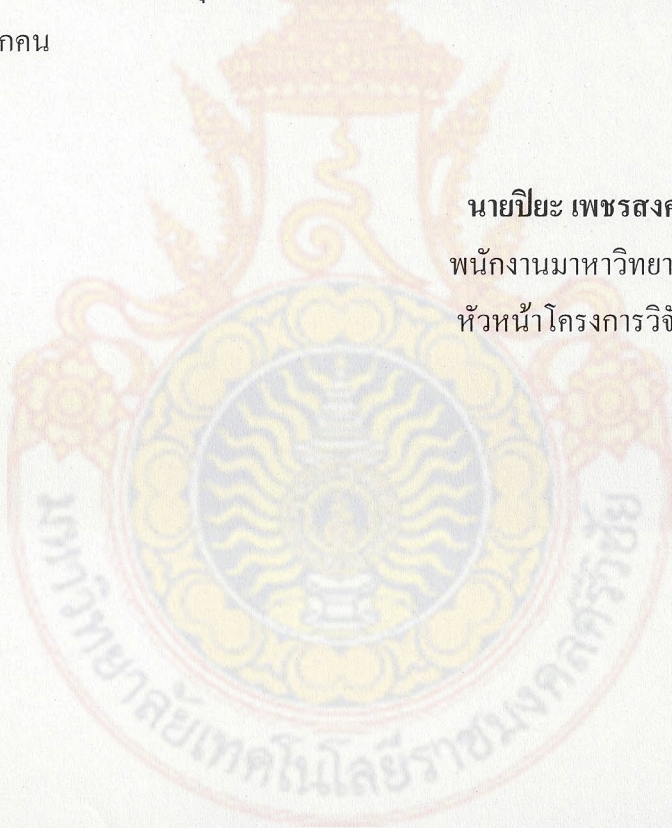 กคน
นายปิยะ เพชรสงค
พนักงานมาหาวิทยา
หัวหน้าโครงการวิจั
มหาวิทยาลัยเทคโนโลยีราชมงคลศรีวิชัย